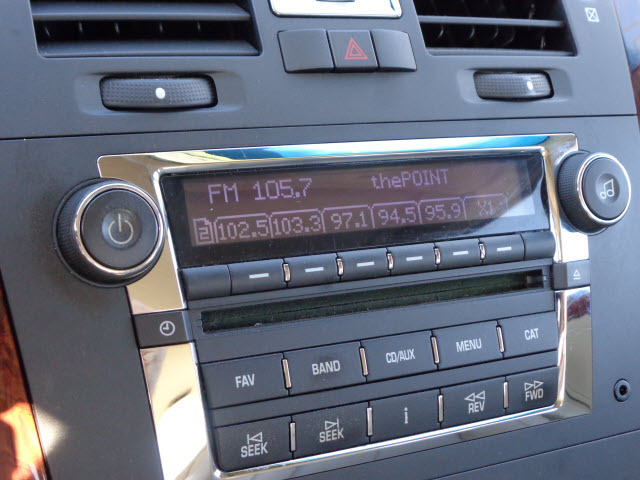 FM 105.7 thePOINT
2 102.5 103.3 97.1 94.5 95.9 X1
FAV BAND CD/AUX MENU CAT
SEEK SEEK i REV FWD